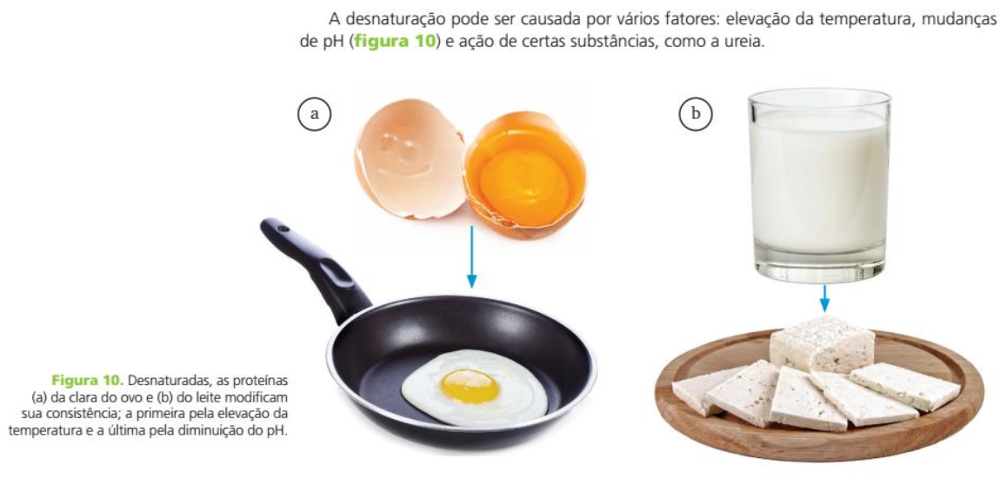 A desnaturação pode ser causada por vários fatores: elevação da temperatura, mudanças
de pH (figura 10) e ação de certas substâncias, como a ureia.
a
b
Figura 10. Desnaturadas, as proteínas
(a) da clara do ovo e (b) do leite modificam
sua consistência; a primeira pela elevação da
temperatura e a última pela diminuição do pH.